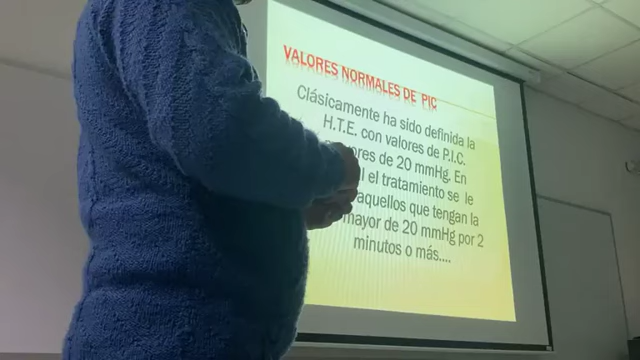 VALORES NORMALES DE PIC
Clásicamente ha sido definida la
H.T.E. con valores de P.I.C.
de 20 mmHg. En
el tratamiento se le
aquellos que tengan la
mayor de 20 mmHg por 2
minutos o más....